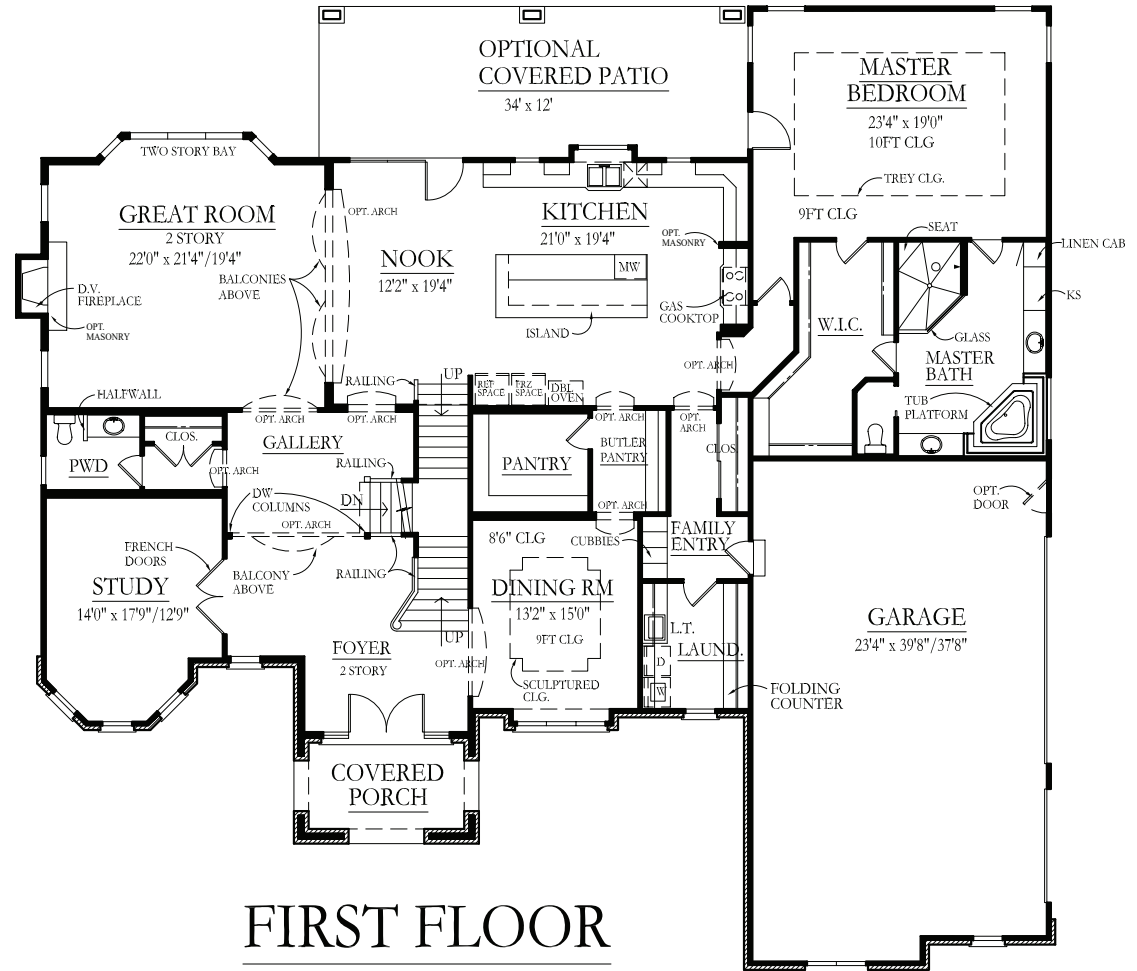 OPTIONAL
COVERED PATIO
34' x 12'
MASTER
BEDROOM
23'4" x 19'0"
10FT CLG
TREY CLG.
9FT CLG
TWO STORY BAY
GREAT ROOM
2 STORY
22'0" x 21'4"/19'4"
BALCONIES
ABOVE
D.V.
FIREPLACE
OPT.
MASONRY
OPT. ARCH
NOOK
12'2" x 19'4"
KITCHEN
21'0" x 19'4"
MW
ISLAND
OPT.
MASONRY
GAS
COOKTOP
SEAT
LINEN CAB
KS
W.I.C.
GLASS
MASTER
BATH
TUB
PLATFORM
OPT. ARCH
HALFWALL
RAILING
UP
REF
SPACE
FRZ
SPACE
DBL
OVEN
OPT. ARCH
OPT. ARCH
OPT. ARCH
OPT.
ARCH
PWD
CLOS.
GALLERY
OPT. ARCH
RAILING
DN
DW
COLUMNS
OPT. ARCH
PANTRY
BUTLER
PANTRY
OPT. ARCH
CLOS.
OPT.
DOOR
FRENCH
DOORS
STUDY
14'0" x 17'9"/12'9"
BALCONY
ABOVE
RAILING
UP
8'6" CLG
CUBBIES
FAMILY
ENTRY
DINING RM
13'2" x 15'0"
9FT CLG
SCULPTURED
CLG.
OPT. ARCH
L.T.
LAUND.
D
W
FOLDING
COUNTER
GARAGE
23'4" x 39'8"/37'8"
FOYER
2 STORY
COVERED
PORCH
FIRST FLOOR